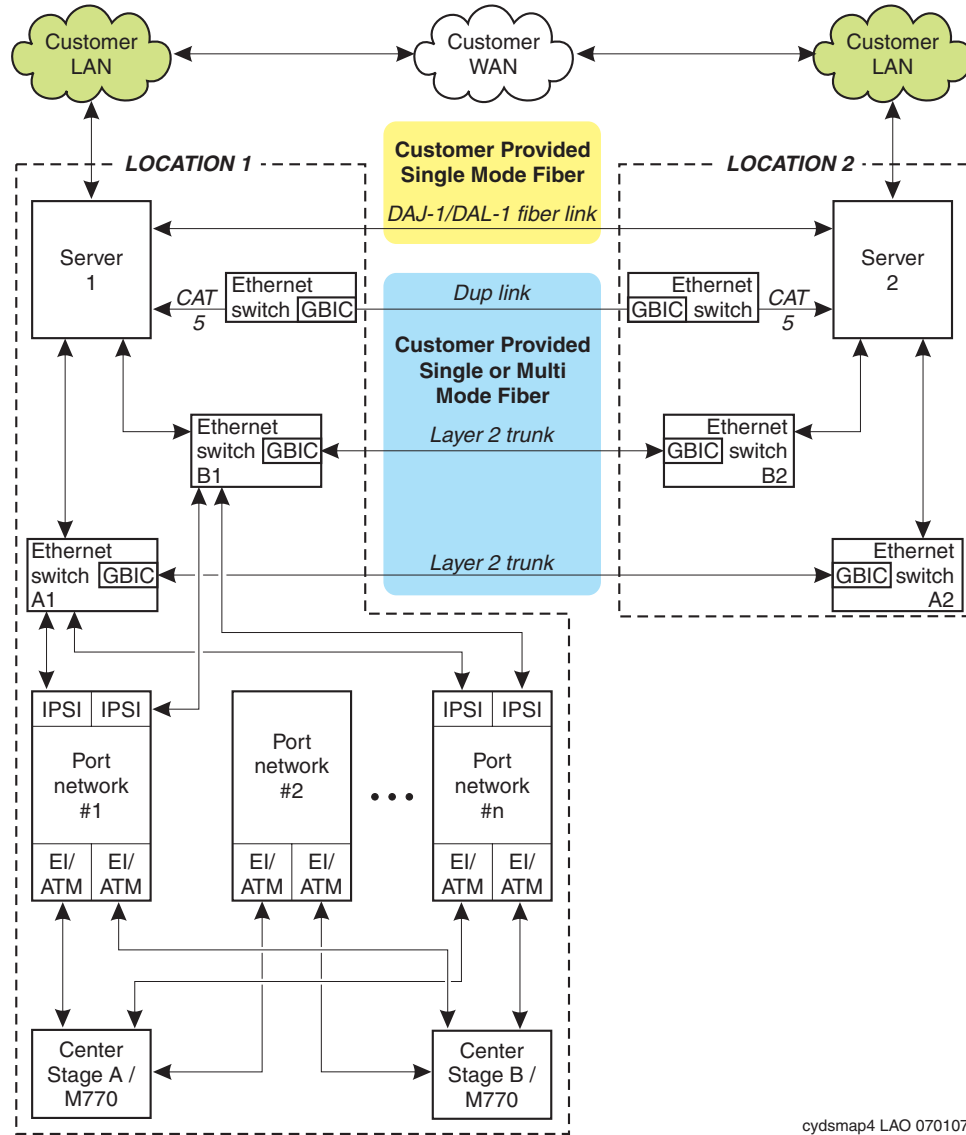 Customer
LAN
Customer
WAN
Customer
LAN
LOCATION 1
Customer Provided
Single Mode Fiber
LOCATION 2
DAJ-1/DAL-1 fiber link
Server
1
Server
2
CAT
5
Ethernet
switch GBIC
Dup link
Ethernet
GBIC switch
CAT
5
Customer Provided
Single or Multi
Mode Fiber
Ethernet
switch GBIC
B1
Layer 2 trunk
Ethernet
GBIC switch
B2
Ethernet
switch GBIC
A1
Layer 2 trunk
Ethernet
GBIC switch
A2
IPSI IPSI
Port
network
#1
EI/
ATM
EI/
ATM
Port
network
#2
EI/
ATM
EI/
ATM
•••
IPSI IPSI
Port
network
#n
EI/
ATM
EI/
ATM
Center
Stage A /
M770
Center
Stage B /
M770
cydsmap4 LAO 070107